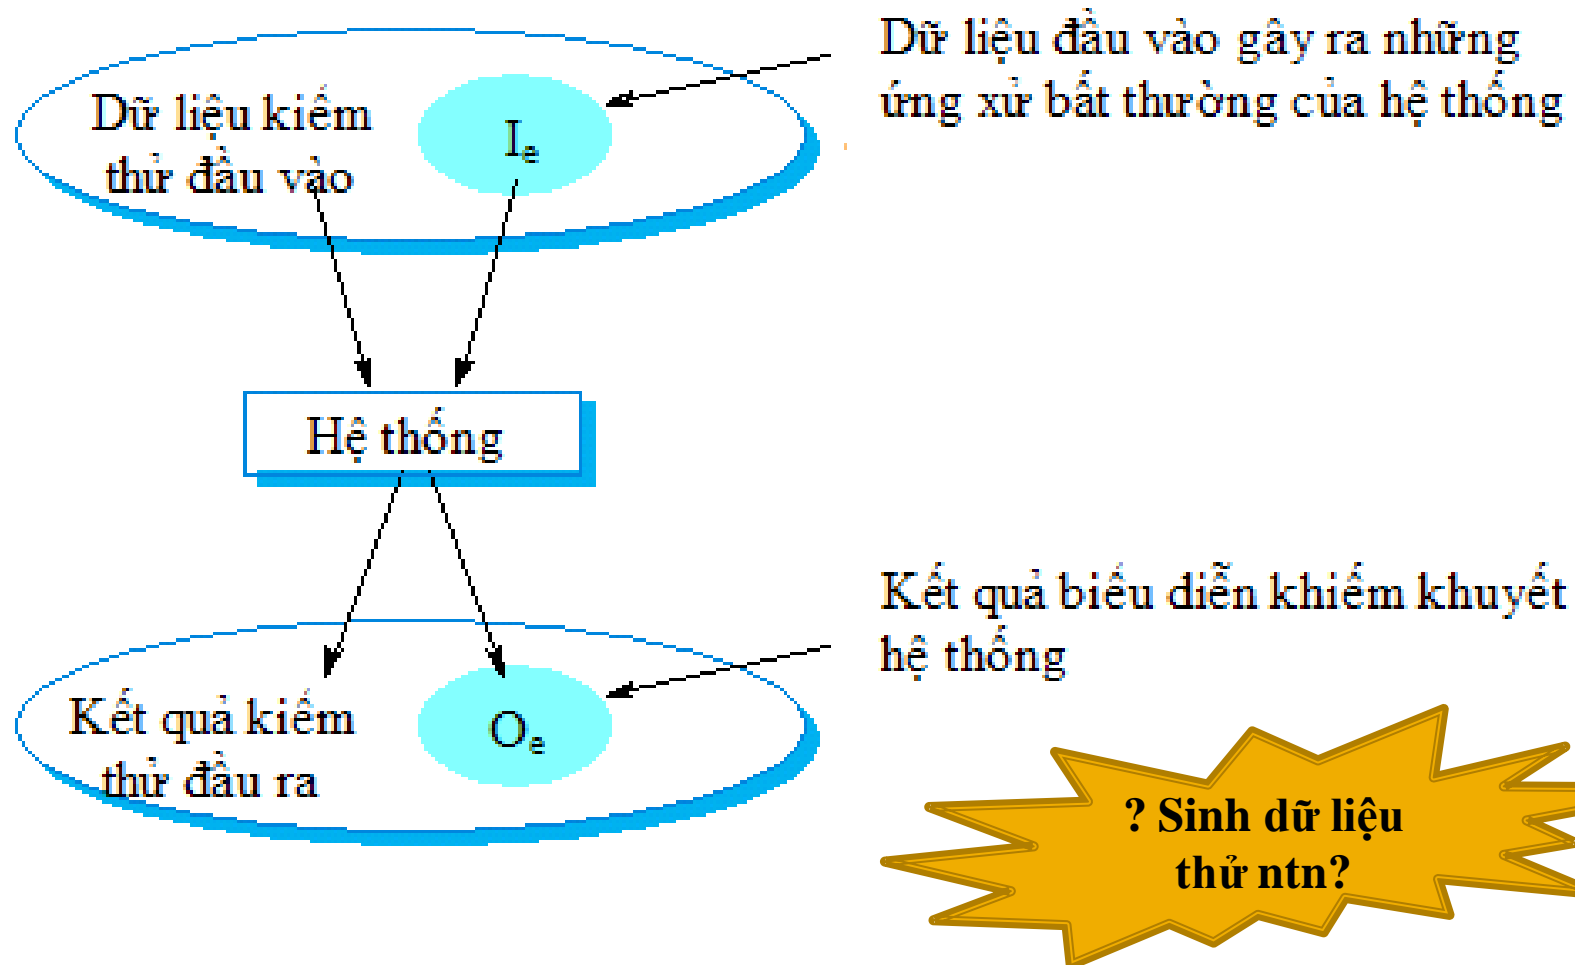 Dữ liệu đầu vào gây ra những
ứng xử bất thường của hệ thống
Dữ liệu kiểm
thử đầu vào
Ie
Hệ thống
Kết quả biểu diễn khiếm khuyết
hệ thống
Kết quả kiểm
thử đầu ra
Oe
? Sinh dữ liệu
thử ntn?